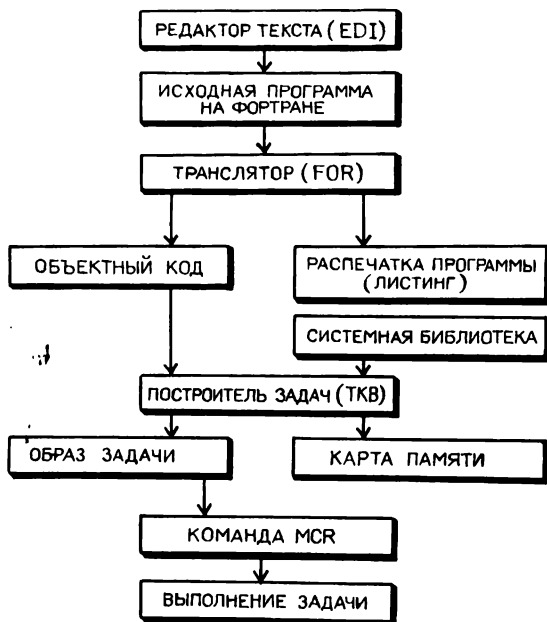 РЕДАКТОР ТЕКСТА (EDI)
ИСХОДНАЯ ПРОГРАММА
НА ФОРТРАНЕ
ТРАНСЛЯТОР (FOR)
ОБЪЕКТНЫЙ КОД
РАСПЕЧАТКА ПРОГРАММЫ
(ЛИСТИНГ)
СИСТЕМНАЯ БИБЛИОТЕКА
ПОСТРОИТЕЛЬ ЗАДАЧ (ТКВ)
ОБРАЗ ЗАДАЧИ
КАРТА ПАМЯТИ
КОМАНДА MCR
ВЫПОЛНЕНИЕ ЗАДАЧИ